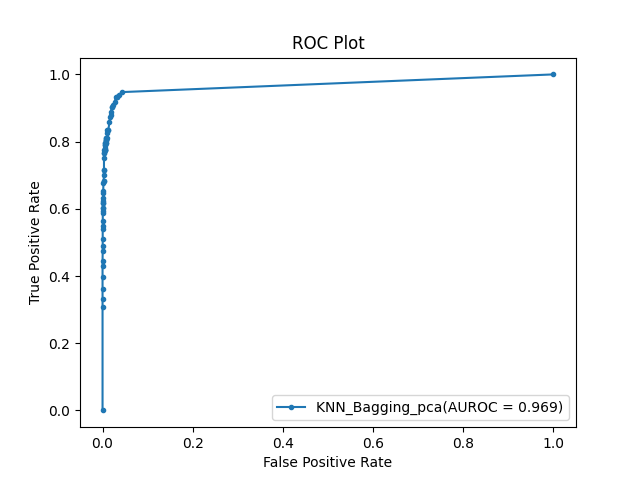 ROC Plot
True Positive Rate
1.0
0.8
0.6
0.4
0.2
0.0
KNN_Bagging_pca(AUROC = 0.969)
0.0 0.2 0.4 0.6 0.8 1.0
False Positive Rate